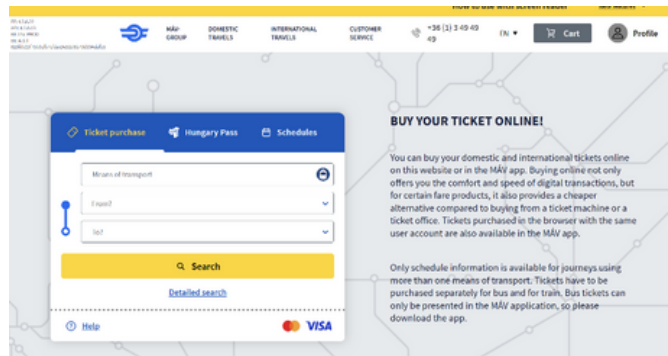 How to use with screen reader
MÁV-GROUP
DOMESTIC TRAVELS
INTERNATIONAL TRAVELS
CUSTOMER SERVICE
+36 (1) 3 49 49 49
EN
Cart
Profile
Ticket purchase
Hungary Pass
Schedules
Means of transport
From?
To?
Search
Detailed search
Help
VISA
BUY YOUR TICKET ONLINE!
You can buy your domestic and international tickets online
on this website or in the MÁV app. Buying online not only
offers you the comfort and speed of digital transactions, but
for certain fare products, it also provides a cheaper
alternative compared to buying from a ticket machine or a
ticket office. Tickets purchased in the browser with the same
user account are also available in the MÁV app.
Only schedule information is available for journeys using
more than one means of transport. Tickets have to be
purchased separately for bus and for train. Bus tickets can
only be presented in the MÁV application, so please
download the app.